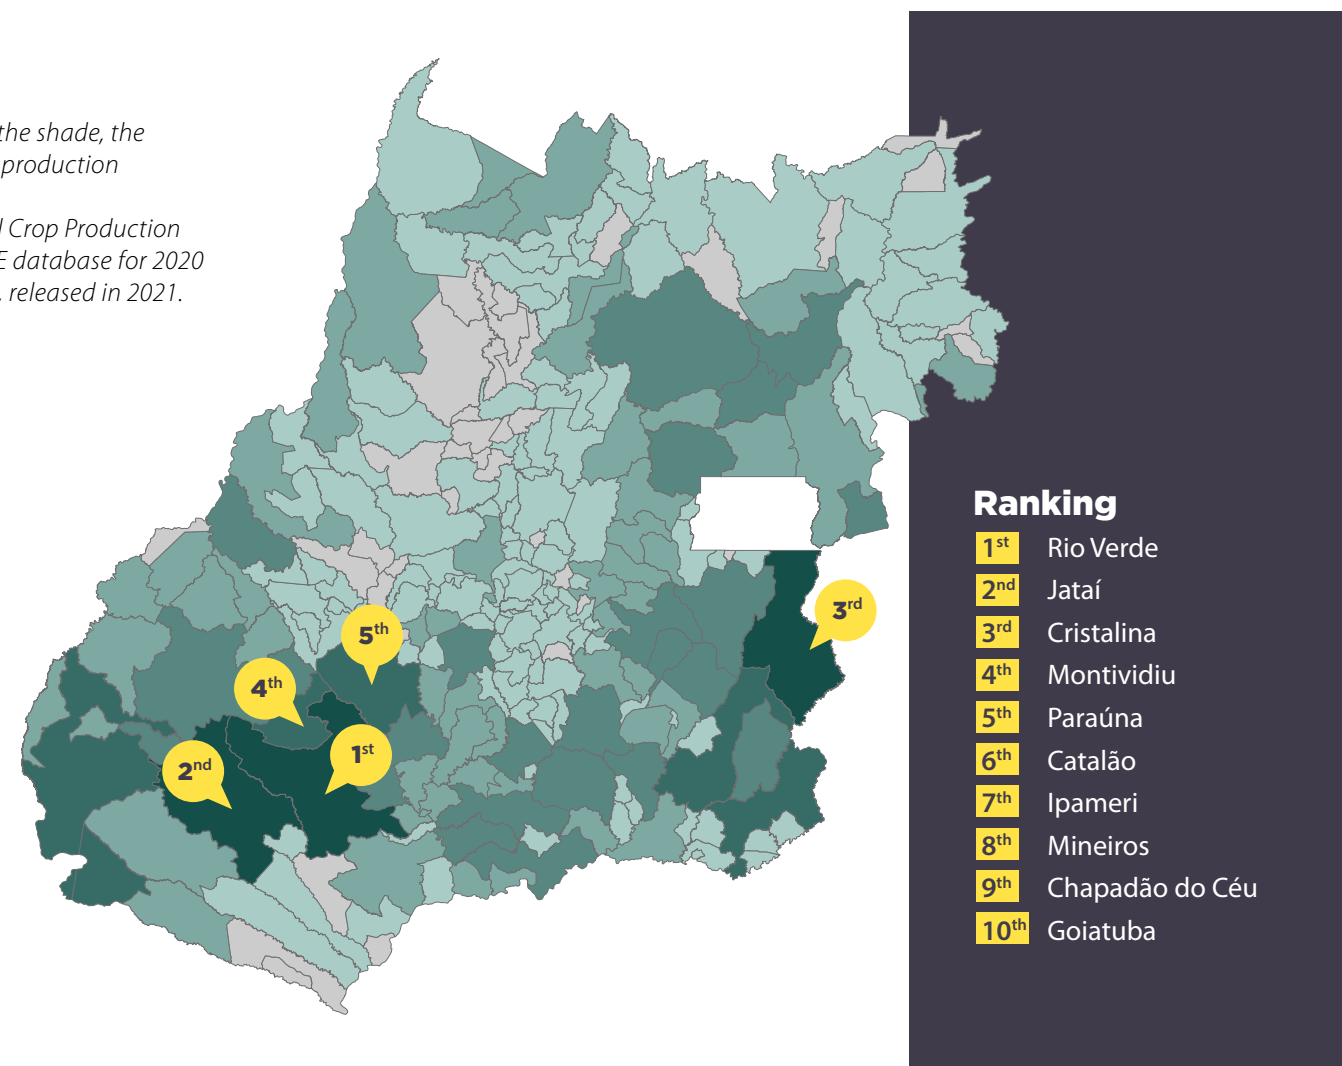 the shade, the
production
Crop Production
database for 2020
, released in 2021.
5th
3rd
4th
1st
2nd
Ranking
1st Rio Verde
2nd Jataí
3rd Cristalina
4th Montividiu
5th Paraúna
6th Catalão
7th Ipameri
8th Mineiros
9th Chapadão do Céu
10th Goiatuba